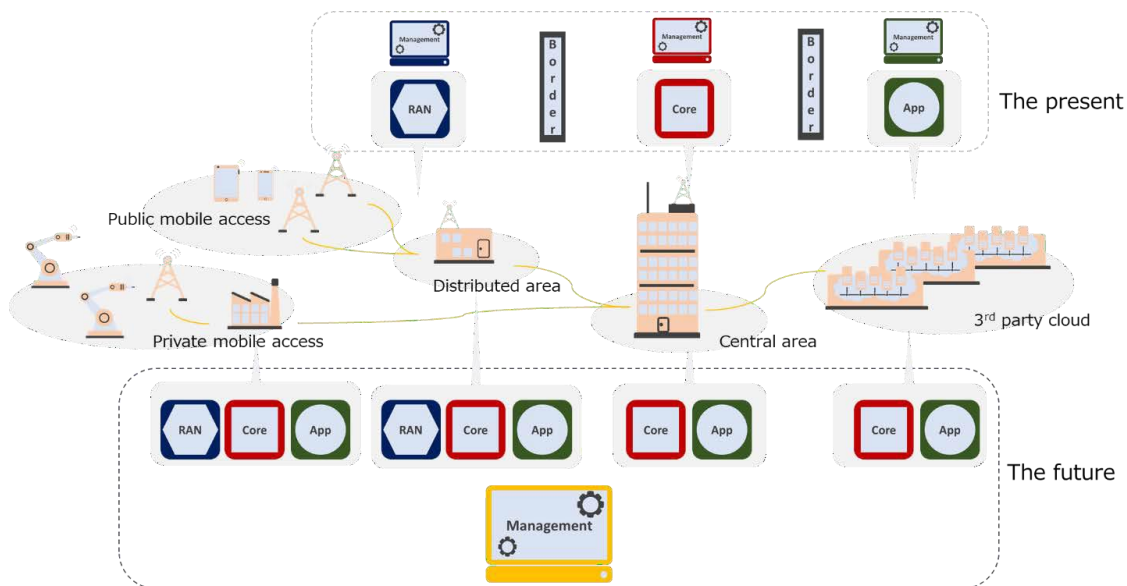 Management
Management
Management
Border
Border
RAN
Core
App
The present
Public mobile access
Distributed area
Private mobile access
Central area
3rd party cloud
RAN
Core
App
RAN
Core
App
Core
App
Core
App
The future
Management